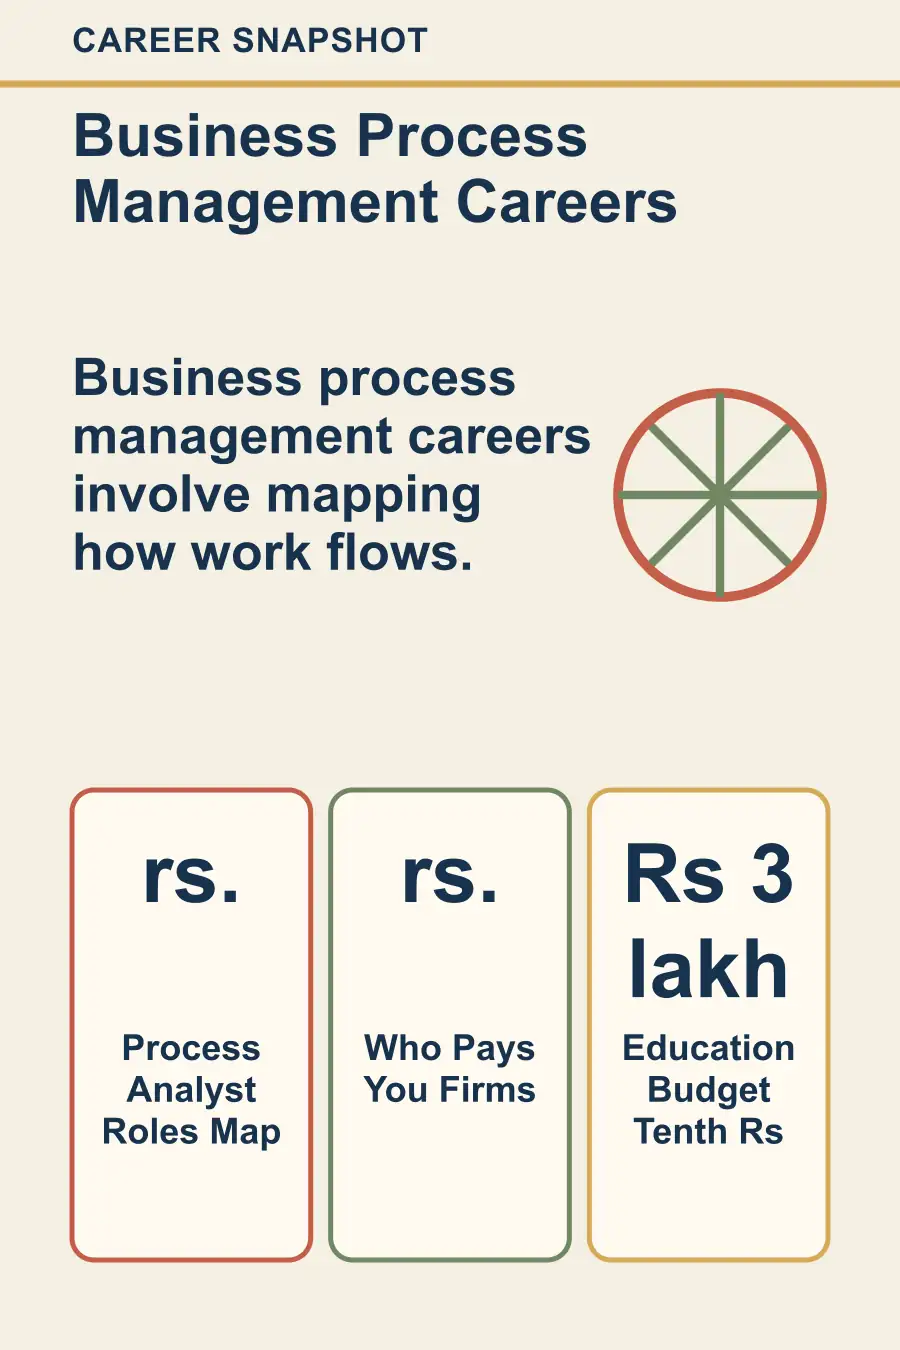 CAREER SNAPSHOT
Business Process
Management Careers
Business process
management careers
involve mapping
how work flows.
rs.
Process
Analyst
Roles Map
rs.
Who Pays
You Firms
Rs 3
lakh
Education
Budget
Tenth Rs